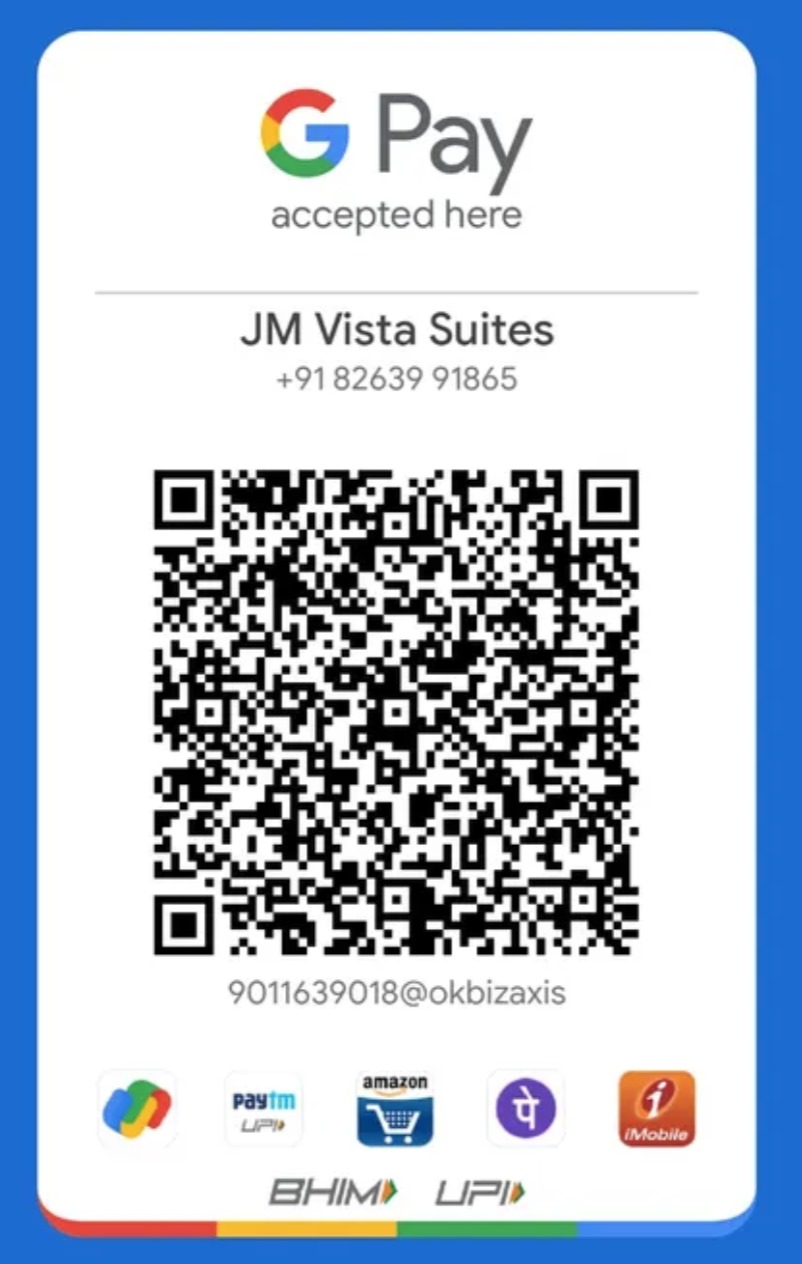 G Pay
accepted here
JM Vista Suites
+91 82639 91865
9011639018@okbizaxis
paytm
UPI
amazon
पे
i
iMobile
BHIM UPI